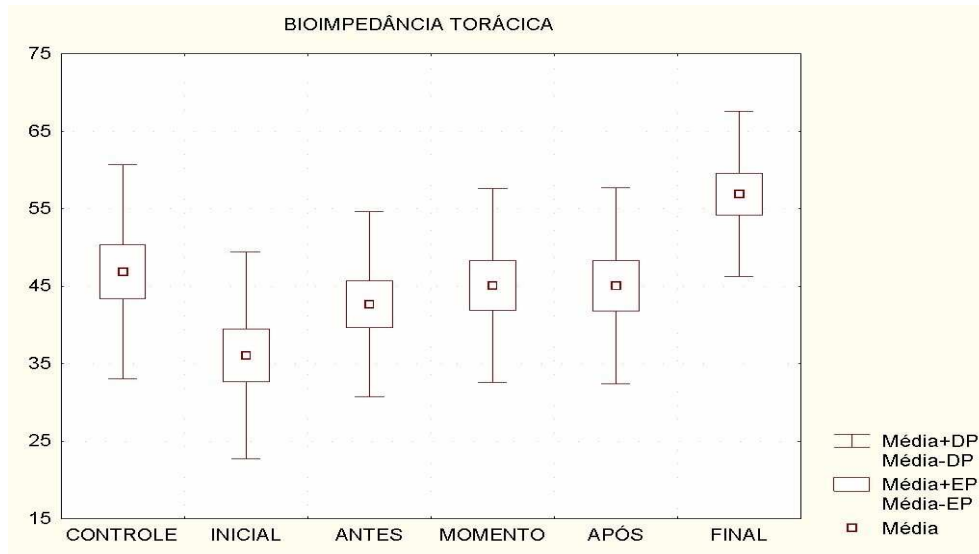 BIOIMPEDÂNCIA TORÁCICA
75
65
55
45
35
25
15
CONTROLE INICIAL ANTES MOMENTO APÓS FINAL
Média+DP
Média-DP
Média+EP
Média-EP
Média